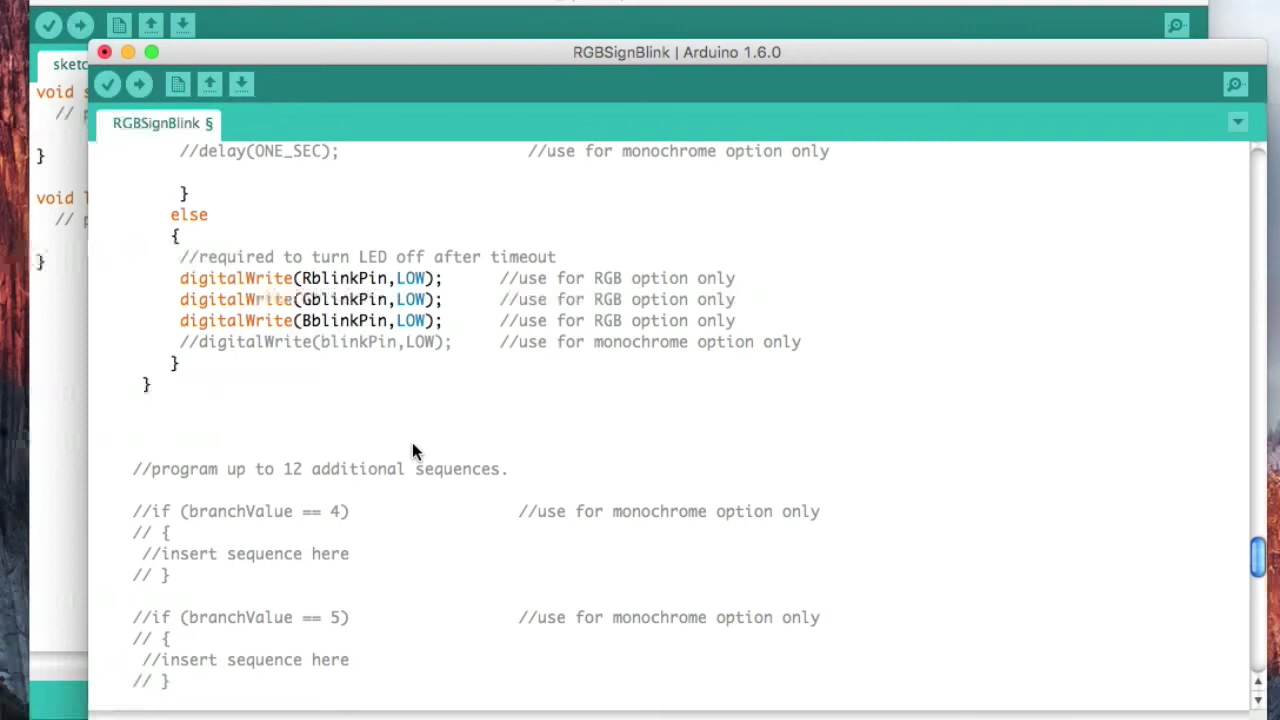 RGBSignBlink | Arduino 1.6.0
sketc
RGBSignBlink §
void
//
}
void
//
}
//delay(ONE_SEC); //use for monochrome option only
}
else
{
//required to turn LED off after timeout
digitalWrite(RblinkPin,LOW); //use for RGB option only
digitalWrite(GblinkPin,LOW); //use for RGB option only
digitalWrite(BblinkPin,LOW); //use for RGB option only
//digitalWrite(blinkPin,LOW); //use for monochrome option only
}
}
//program up to 12 additional sequences.
//if (branchValue == 4) //use for monochrome option only
// {
//insert sequence here
// }
//if (branchValue == 5) //use for monochrome option only
// {
//insert sequence here
// }